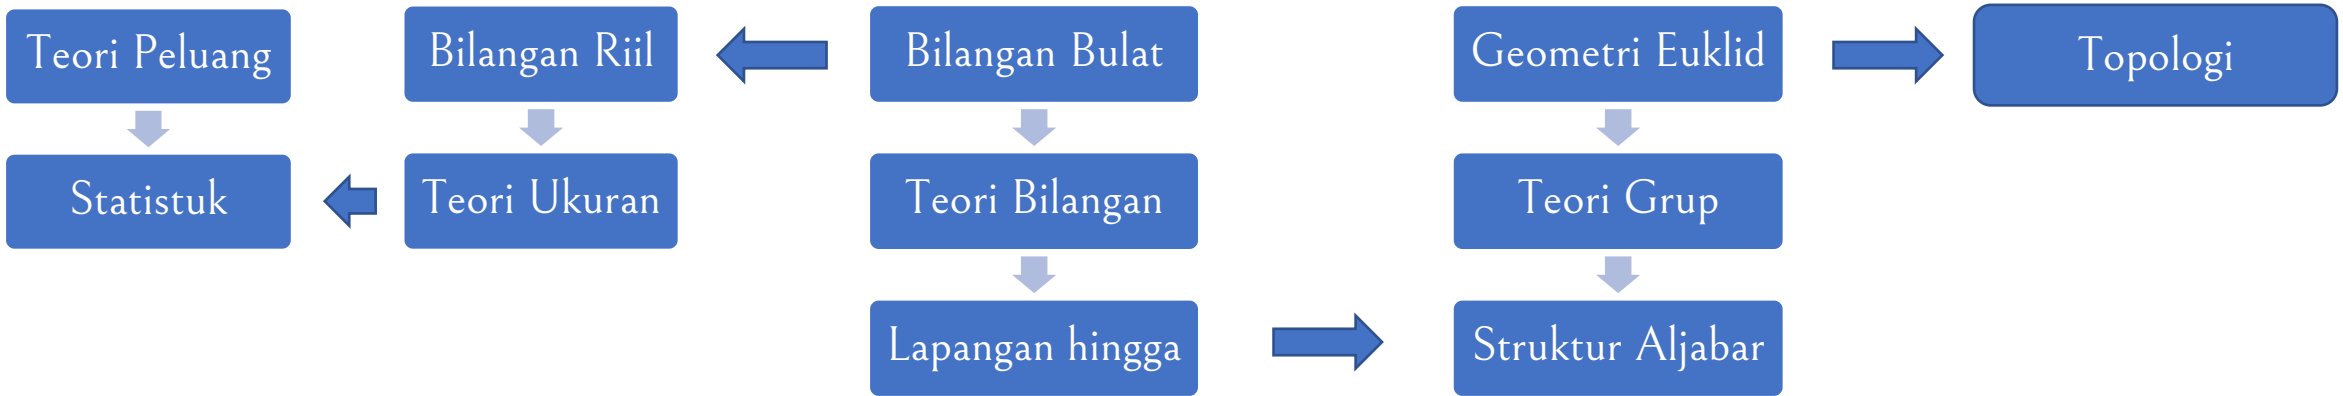 Teori Peluang
Bilangan Riil
Bilangan Bulat
Geometri Euklid
Topologi
Statistuk
Teori Ukuran
Teori Bilangan
Teori Grup
Lapangan hingga
Struktur Aljabar